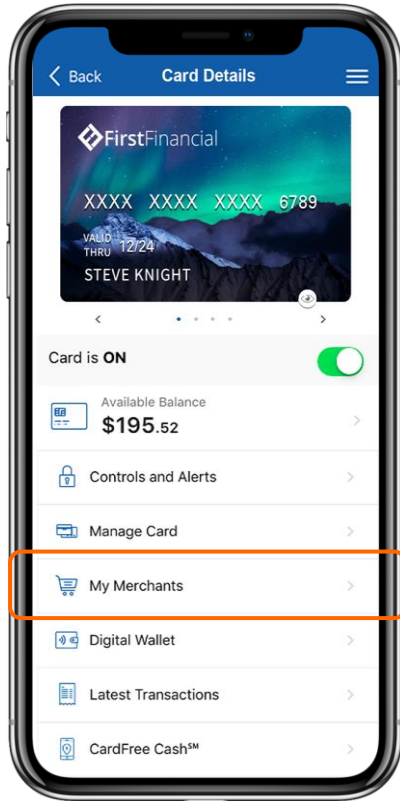 Back
Card Details
FirstFinancial
XXXX XXXX XXXX 6789
VALID
THRU 12/24
STEVE KNIGHT
Card is ON
Available Balance
$195.52
Controls and Alerts
Manage Card
My Merchants
Digital Wallet
Latest Transactions
CardFree Cash℠